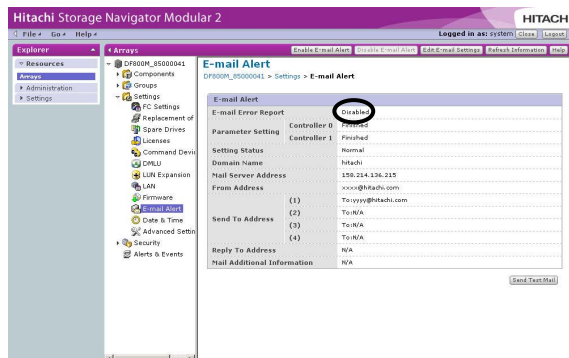 Hitachi Storage Navigator Modular 2
HITACH
File Go Help
Logged in as: system Close Logout
Explorer
Arrays
Enable E-mail Alert Disable E-mail Alert Edit E-mail Settings Refresh Information Help
Resources
Arrays
Administration
Settings
DF800M_85000041
Components
Groups
Settings
FC Settings
Replacement of
Spare Drives
Licenses
Command Devic
DMLU
LUN Expansion
LAN
Firmware
E-mail Alert
Date & Time
Advanced Settin
Security
Alerts & Events
E-mail Alert
DF800M_85000041 > Settings > E-mail Alert
E-mail Alert
E-mail Error Report Disabled
Parameter Setting Controller 0 Finished
Controller 1 Finished
Setting Status Normal
Domain Name hitachi
Mail Server Address 158.214.136.215
From Address xxxx@hitachi.com
Send To Address (1) To:yyyy@hitachi.com
(2) To:N/A
(3) To:N/A
(4) To:N/A
Reply To Address N/A
Mail Additional Information N/A
Send Test Mail